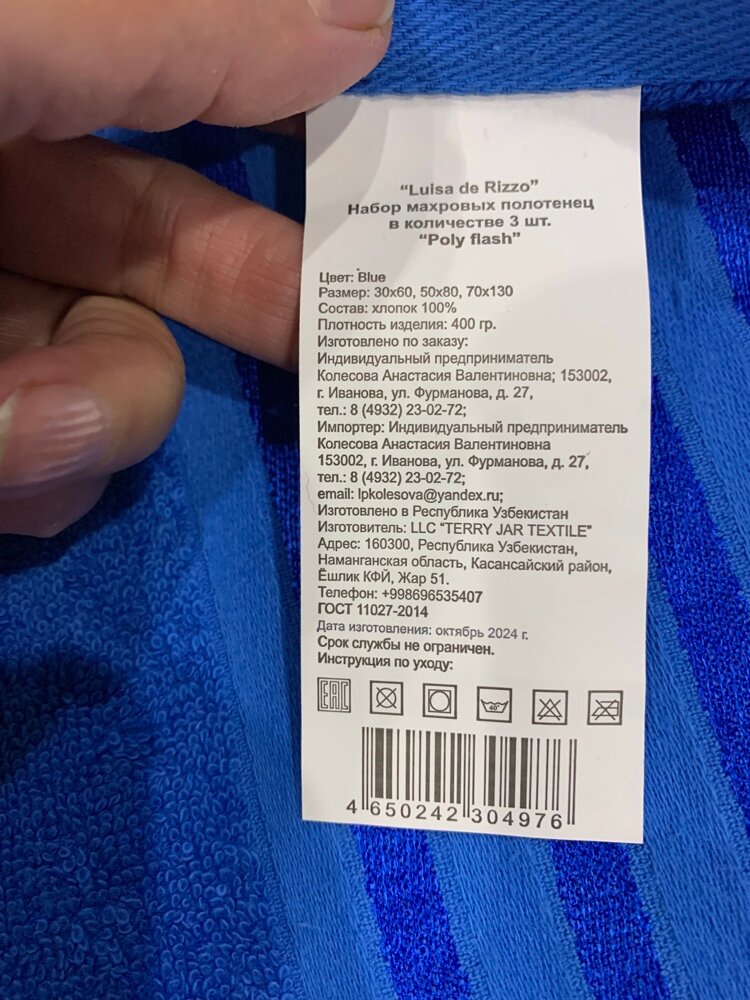 “Luisa de Rizzo”
Набор махровых полотенец
в количестве 3 шт.
“Poly flash”
Цвет: Blue
Размер: 30x60, 50x80, 70x130
Состав: хлопок 100%
Плотность изделия: 400 гр.
Изготовлено по заказу:
Индивидуальный предприниматель
Колесова Анастасия Валентиновна; 153002,
г. Иванова, ул. Фурманова, д. 27,
тел.: 8 (4932) 23-02-72;
Импортер: Индивидуальный предприниматель
Колесова Анастасия Валентиновна
153002, г. Иванова, ул. Фурманова, д. 27,
тел.: 8 (4932) 23-02-72;
email: lpkolesova@yandex.ru;
Изготовлено в Республика Узбекистан
Изготовитель: LLC “TERRY JAR TEXTILE”
Адрес: 160300, Республика Узбекистан,
Наманганская область, Касансайский район,
Ёшлик КФЙ, Жар 51.
Телефон: +998696535407
ГОСТ 11027-2014
Дата изготовления: октябрь 2024 г.
Срок службы не ограничен.
Инструкция по уходу:
EAC 40°
4 650242 304976